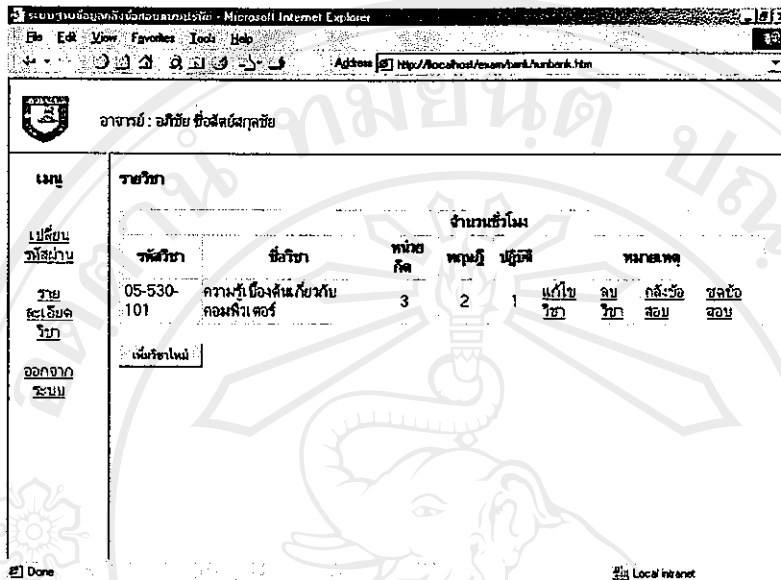 ระบบฐานข้อมูลคลังข้อสอบแบบปรนัย - Microsoft Internet Explorer
File Edit View Favorites Tools Help
Address http://localhost/exam/bank/runbank.htm
อาจารย์ : อภิชัย ซื่อสัตย์สกุลชัย
เมนู
เปลี่ยน
รหัสผ่าน
ราย
ละเอียด
วิชา
ออกจาก
ระบบ
รายวิชา
จำนวนชั่วโมง
รหัสวิชา ชื่อวิชา หน่วย
กิต ทฤษฎี ปฏิบัติ หมายเหตุ
05-530-
101 ความรู้เบื้องต้นเกี่ยวกับ
คอมพิวเตอร์ 3 2 1 แก้ไข
วิชา ลบ
วิชา คลังข้อ
สอบ ชุดข้อ
สอบ
เพิ่มวิชาใหม่
Done Local intranet